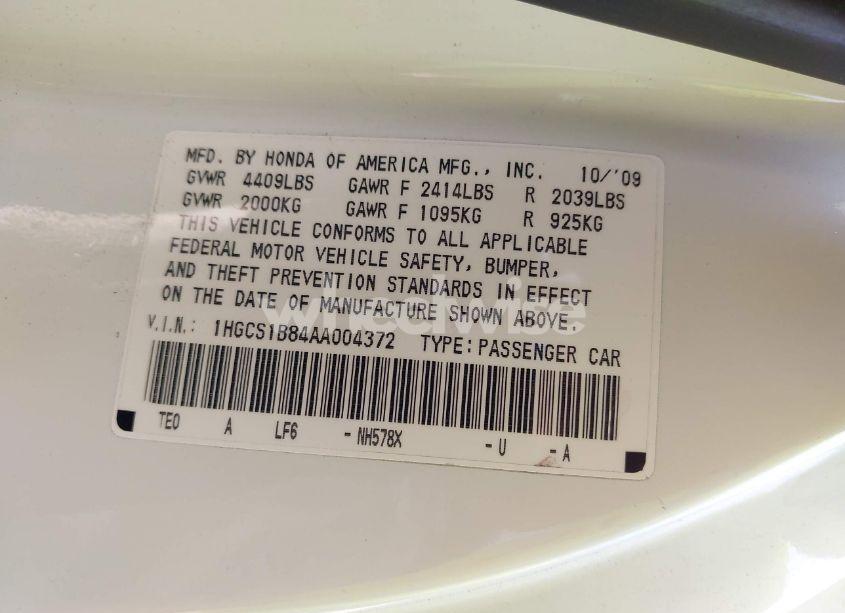 MFD. BY HONDA OF AMERICA MFG., INC. 10/'09
GVWR 4409LBS GAWR F 2414LBS R 2039LBS
GVWR 2000KG GAWR F 1095KG R 925KG
THIS VEHICLE CONFORMS TO ALL APPLICABLE
FEDERAL MOTOR VEHICLE SAFETY, BUMPER,
AND THEFT PREVENTION STANDARDS IN EFFECT
ON THE DATE OF MANUFACTURE SHOWN ABOVE.
V.I.N.: 1HGCS1B84AA004372 TYPE: PASSENGER CAR
TE0 A LF6 - NH578X - U - A